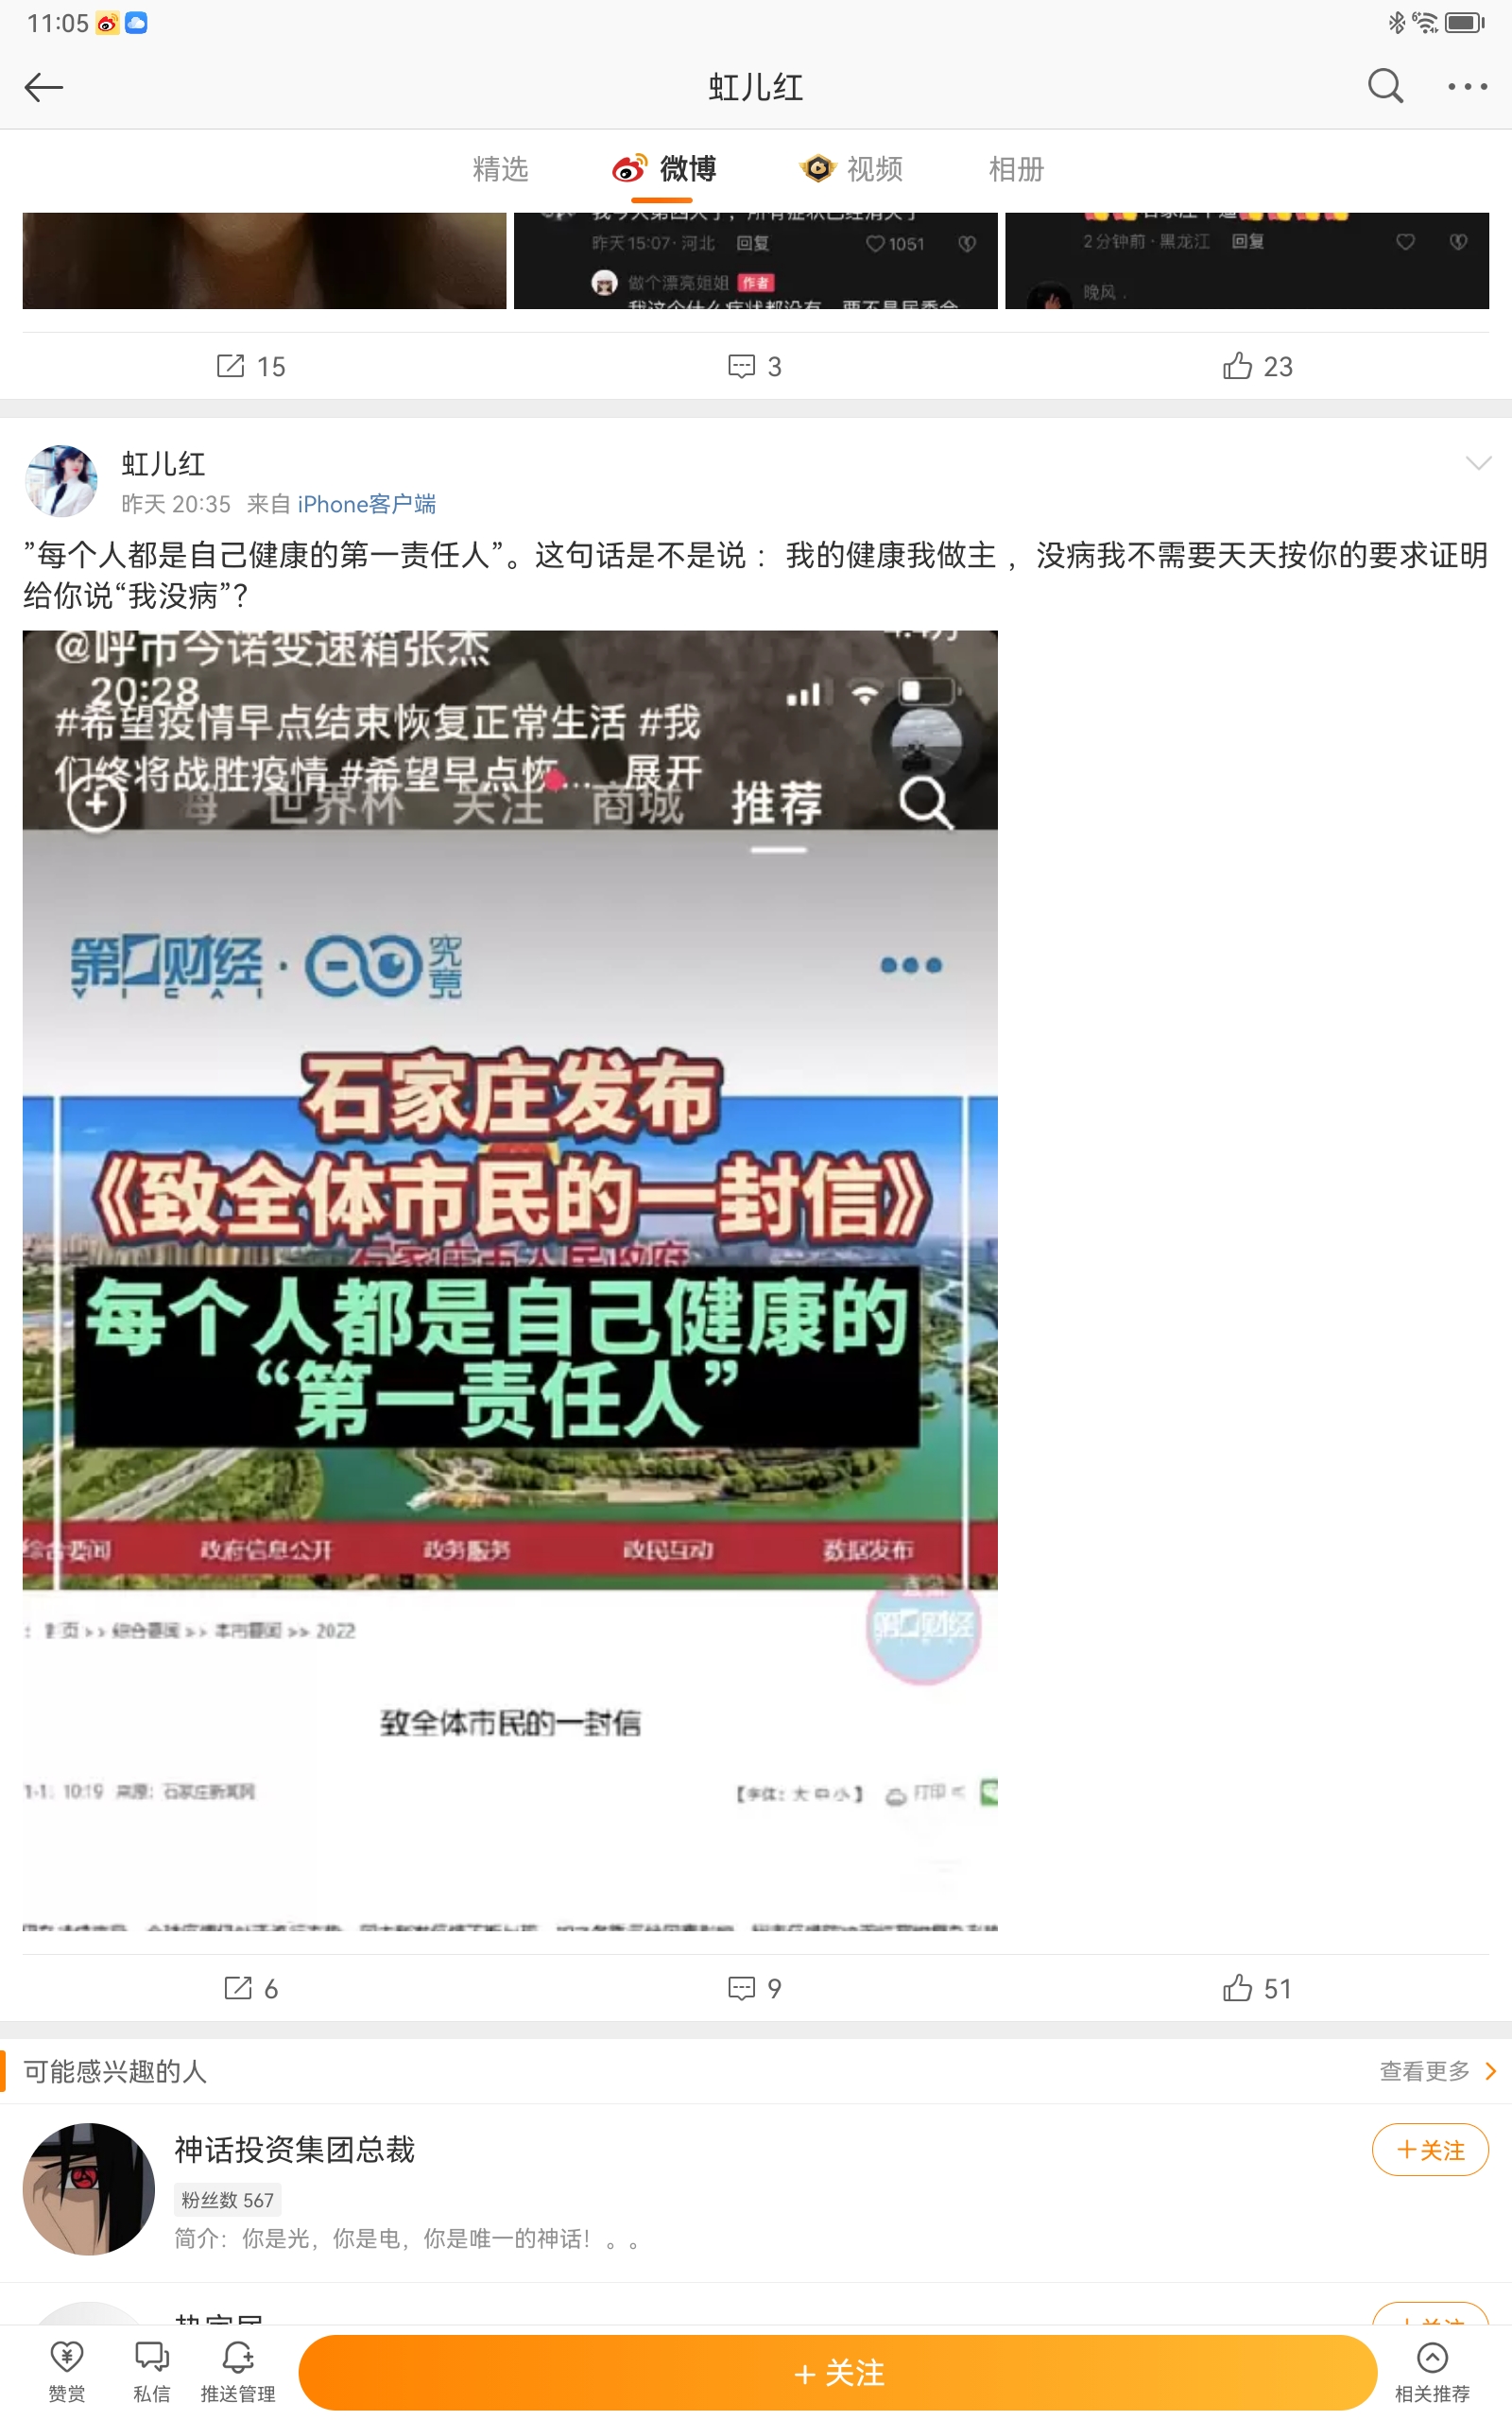 11:05
虹儿红
精选 微博 视频 相册
昨天 15:07 · 河北 回复 1051
做个漂亮姐姐 作者
2分钟前 · 黑龙江 回复
晚风 .
15 3 23
虹儿红
昨天 20:35 来自 iPhone客户端
”每个人都是自己健康的第一责任人”。这句话是不是说 ： 我的健康我做主 ， 没病我不需要天天按你的要求证明
给你说“我没病”？
@呼市今诺变速箱张杰
20:28
#希望疫情早点结束恢复正常生活 #我
们终将战胜疫情 #希望早点恢... 展开
世界杯 关注 商城 推荐
第一财经 · 究竟
YICAI
石家庄发布
《致全体市民的一封信》
石家庄市人民政府
每个人都是自己健康的
“第一责任人”
综合要闻 政府信息公开 政务服务 政民互动 数据发布
首页 >> 综合要闻 >> 本市要闻 >> 2022
第一财经
致全体市民的一封信
10:19 来源：石家庄新闻网 【字体：大 中 小】 打印
6 9 51
可能感兴趣的人 查看更多
神话投资集团总裁
+关注
粉丝数 567
简介：你是光，你是电，你是唯一的神话！。。
赞赏 私信 推送管理 +关注 相关推荐